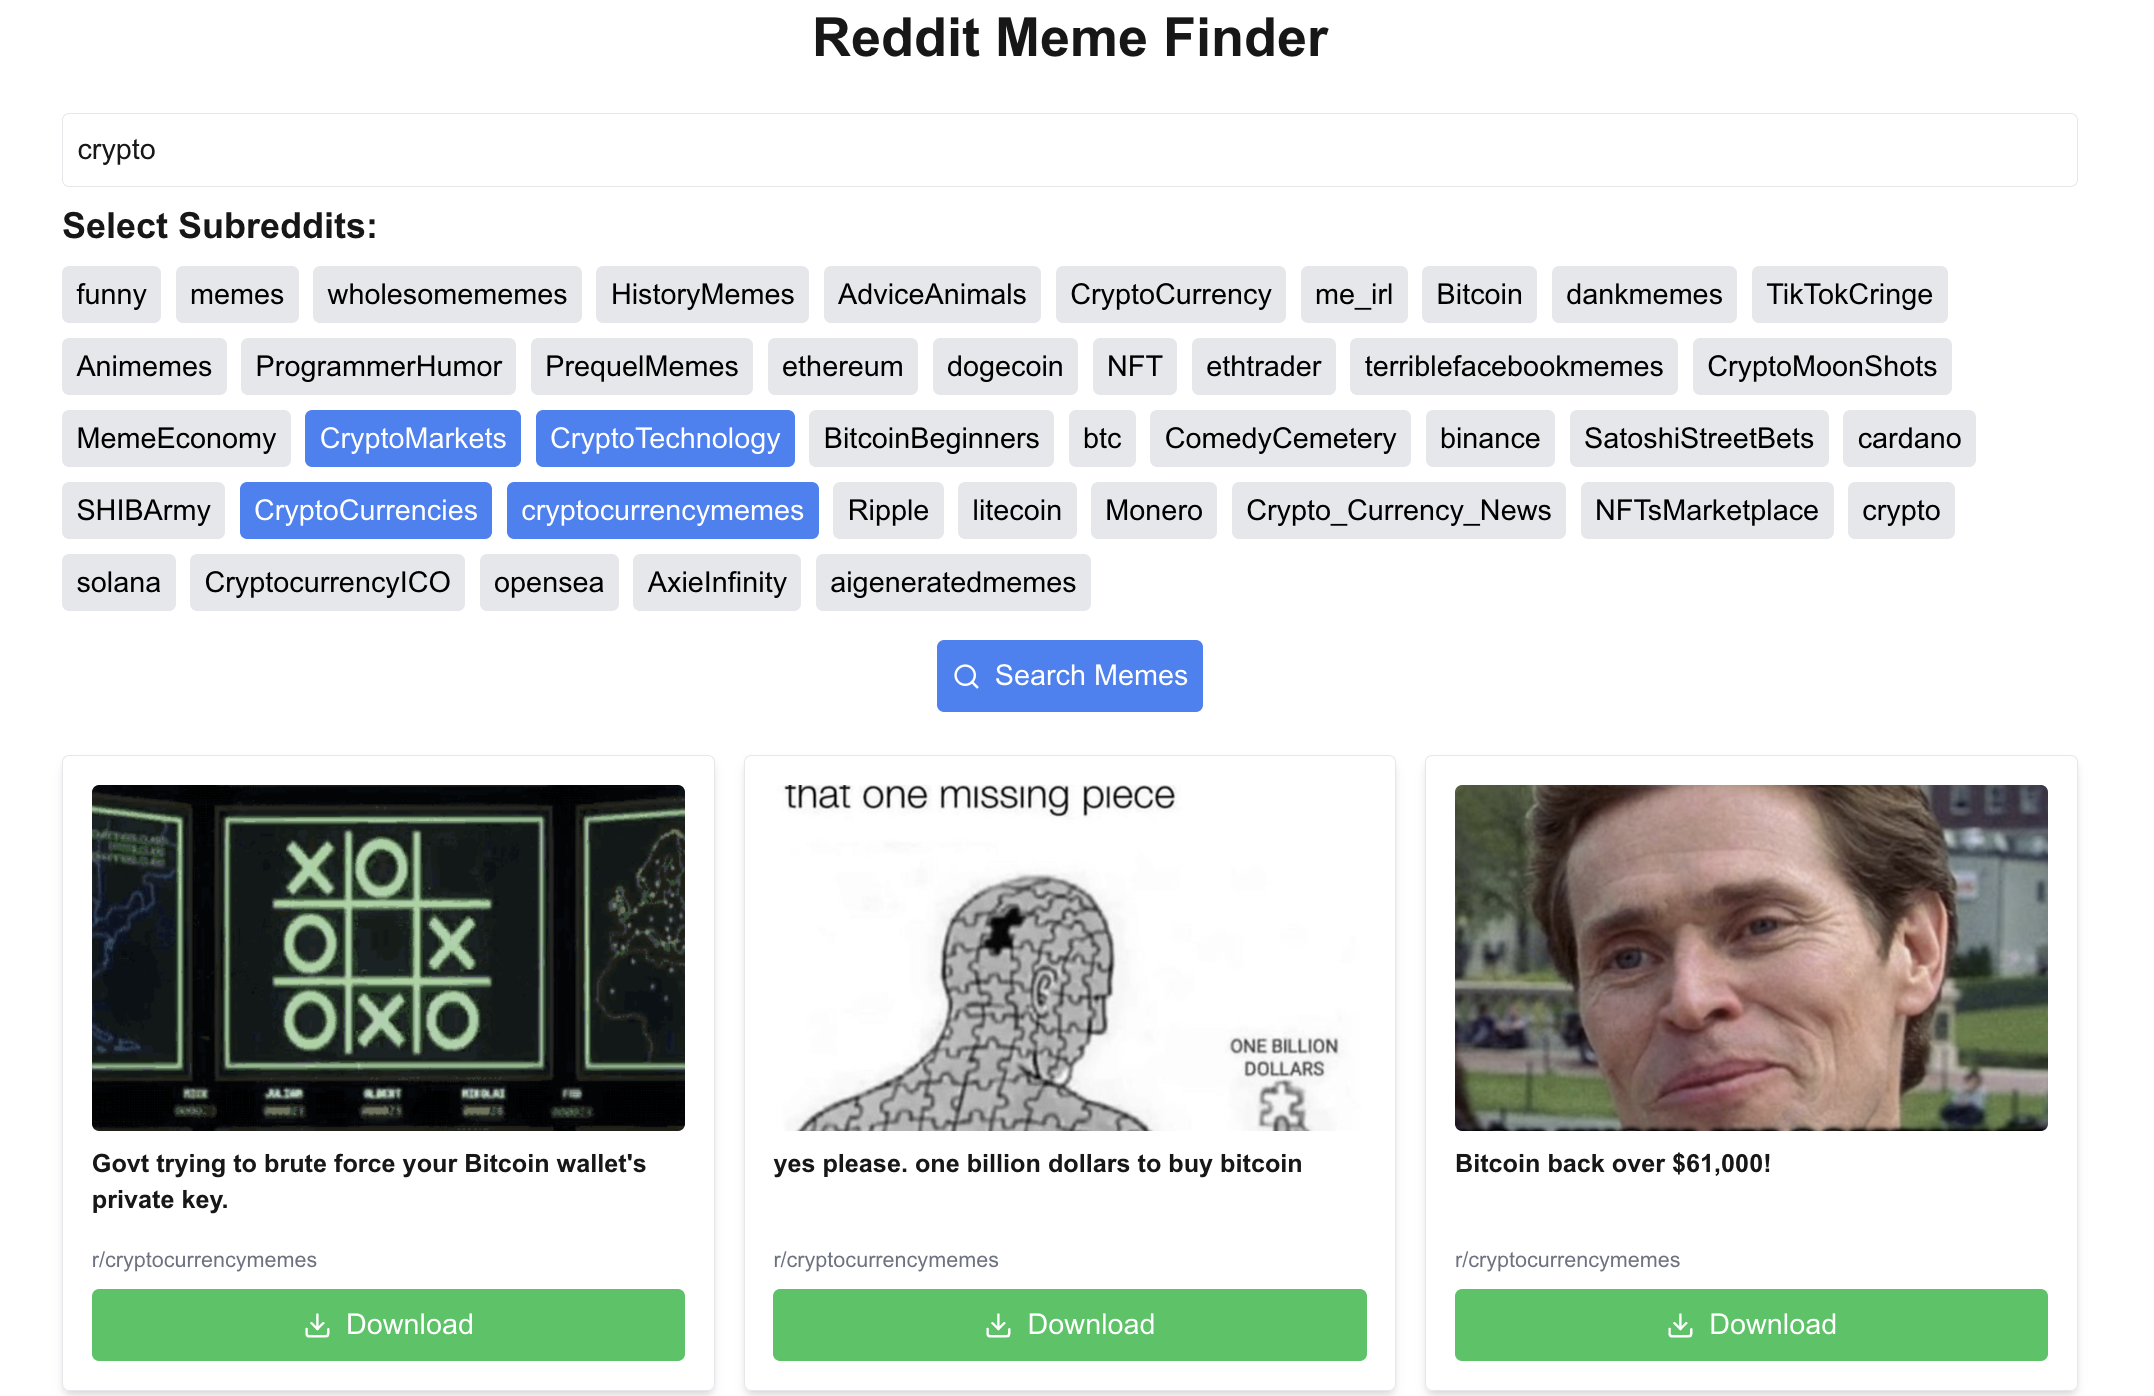 Reddit Meme Finder
crypto
Select Subreddits:
funny memes wholesomememes HistoryMemes AdviceAnimals CryptoCurrency me_irl Bitcoin dankmemes TikTokCringe
Animemes ProgrammerHumor PrequelMemes ethereum dogecoin NFT ethtrader terriblefacebookmemes CryptoMoonShots
MemeEconomy CryptoMarkets CryptoTechnology BitcoinBeginners btc ComedyCemetery binance SatoshiStreetBets cardano
SHIBArmy CryptoCurrencies cryptocurrencymemes Ripple litecoin Monero Crypto_Currency_News NFTsMarketplace crypto
solana CryptocurrencyICO opensea AxieInfinity aigeneratedmemes
Search Memes
X O
O X
O X O
Govt trying to brute force your Bitcoin wallet's
private key.
r/cryptocurrencymemes
Download
that one missing piece
ONE BILLION
DOLLARS
yes please. one billion dollars to buy bitcoin
r/cryptocurrencymemes
Download
Bitcoin back over $61,000!
r/cryptocurrencymemes
Download